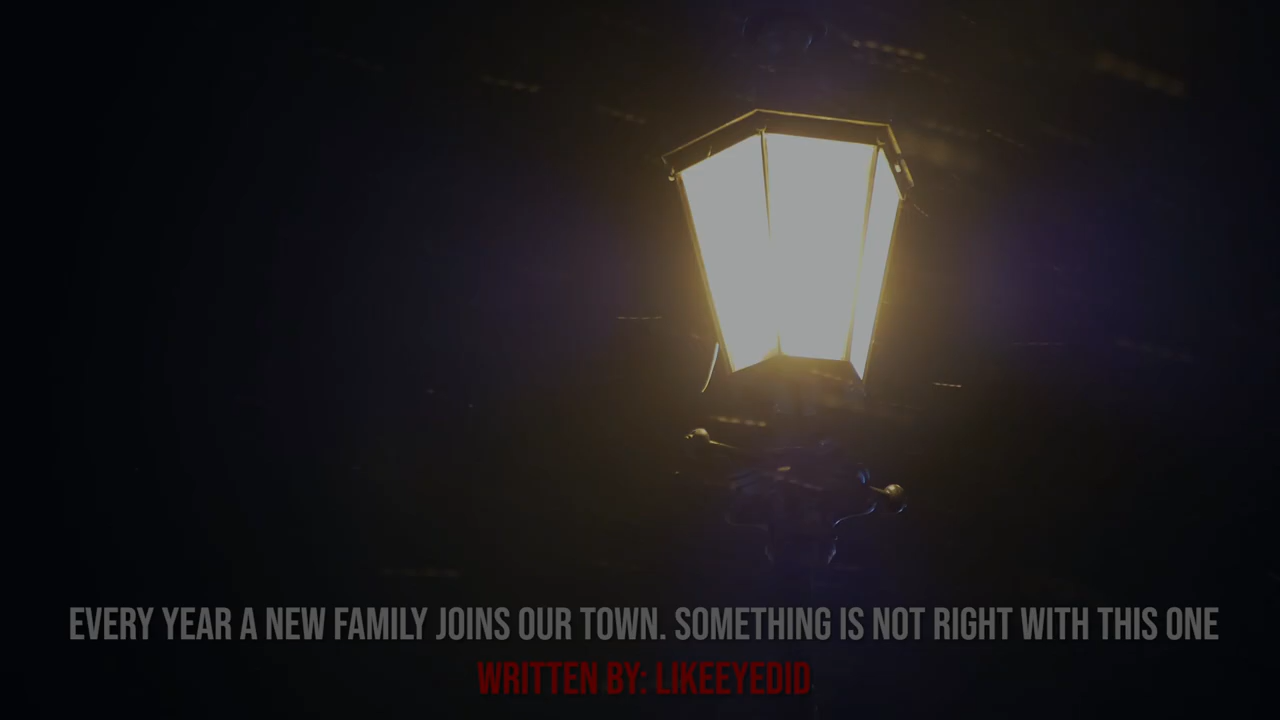 EVERY YEAR A NEW FAMILY JOINS OUR TOWN. SOMETHING IS NOT RIGHT WITH THIS ONE
WRITTEN BY: LIKEEYEDID